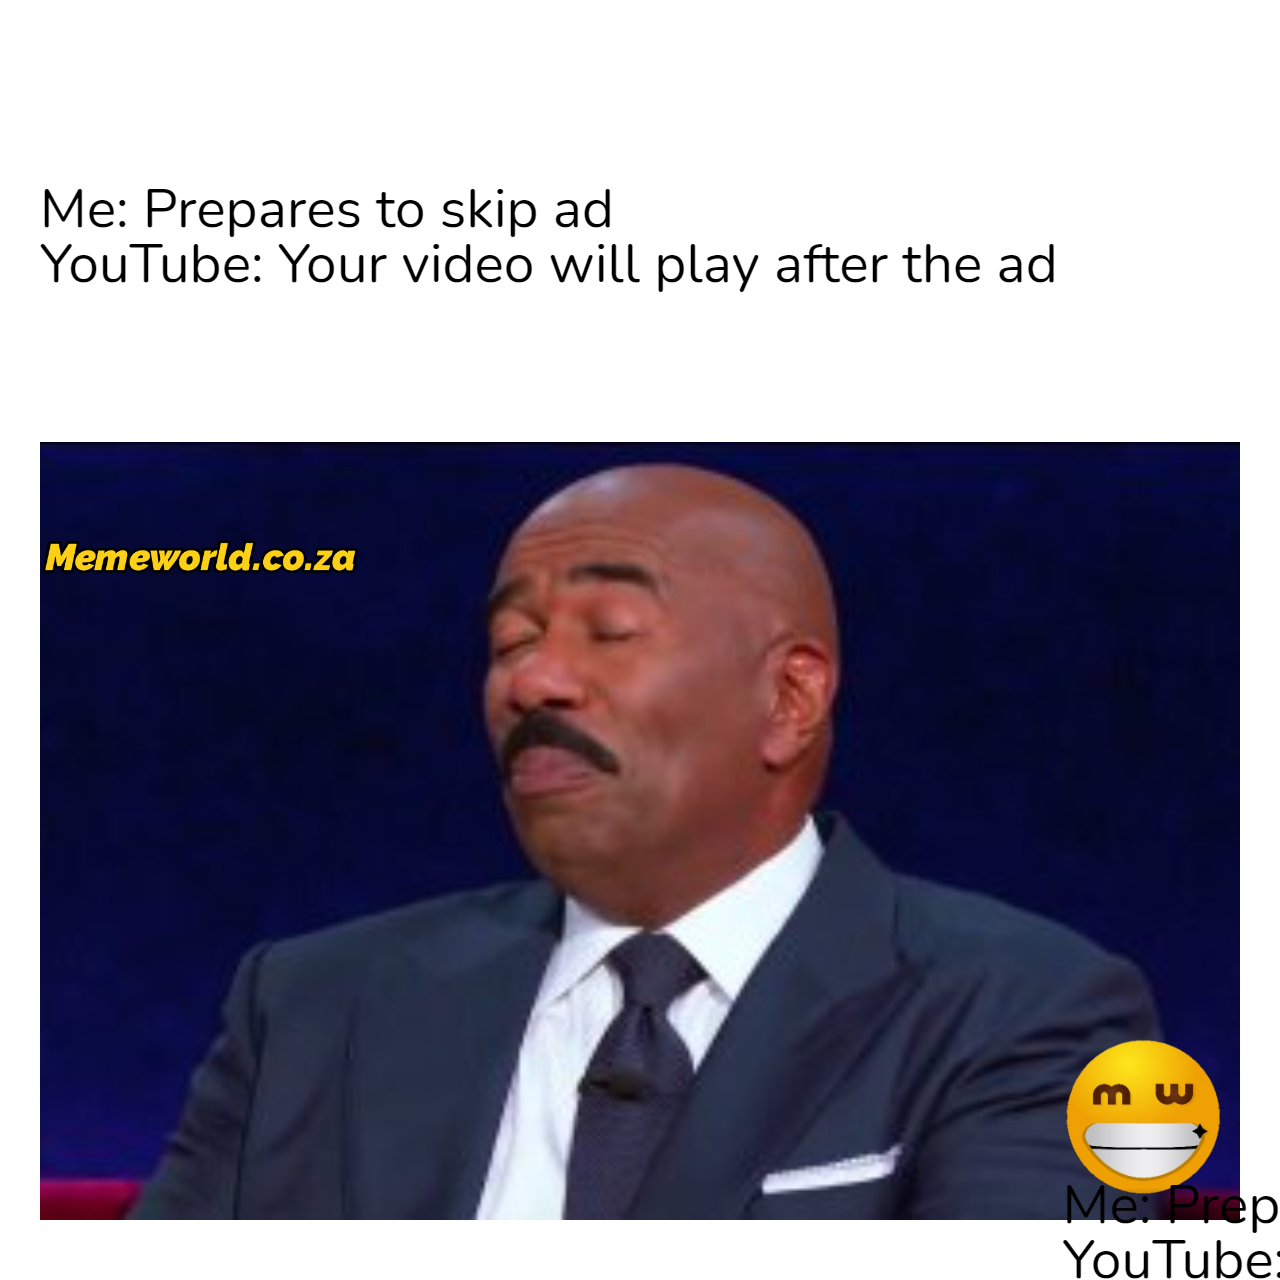 Me: Prepares to skip ad
YouTube: Your video will play after the ad
Memeworld.co.za
m w
Me: Prep
YouTube: